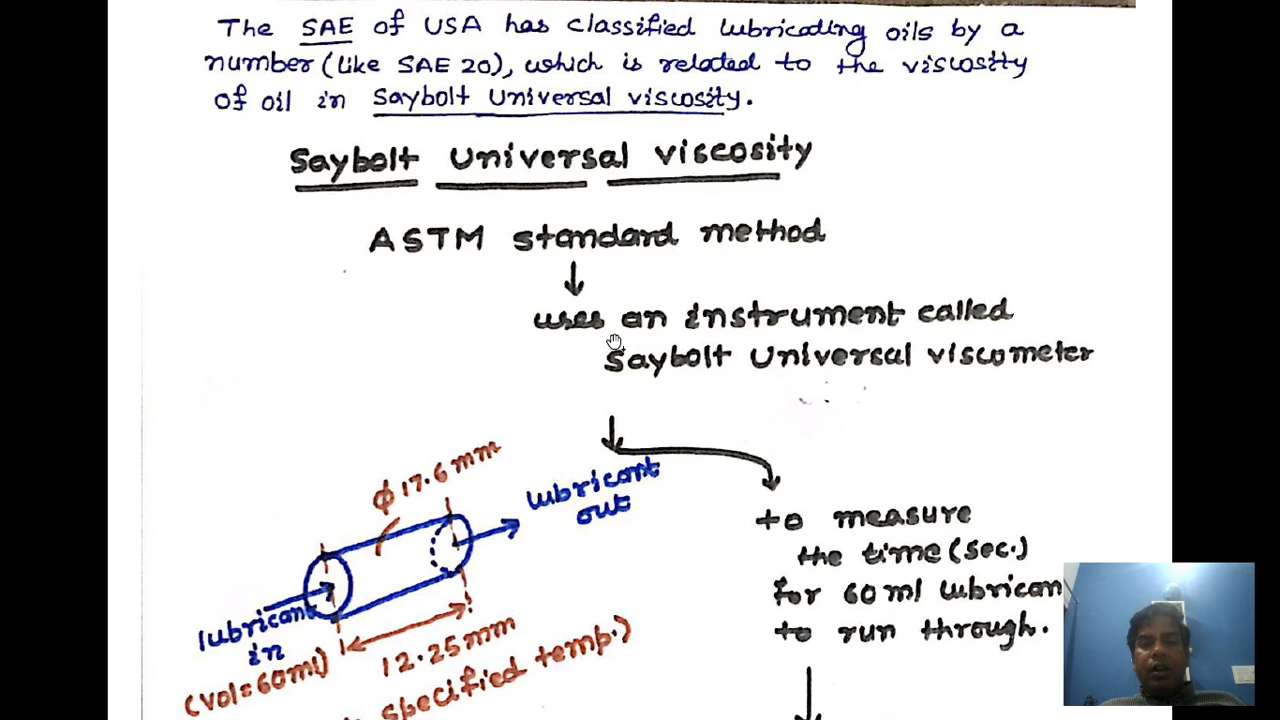 The SAE of USA has classified lubricating oils by a
number (like SAE 20), which is related to the viscosity
of oil in Saybolt Universal viscosity.
Saybolt Universal viscosity
ASTM standard method
uses an instrument called
Saybolt Universal viscometer
φ 17.6 mm
lubricant
out
to measure
the time (sec.)
for 60 ml lubrican
to run through.
lubricant
in
(vol=60ml)
12.25 mm
specified temp.)